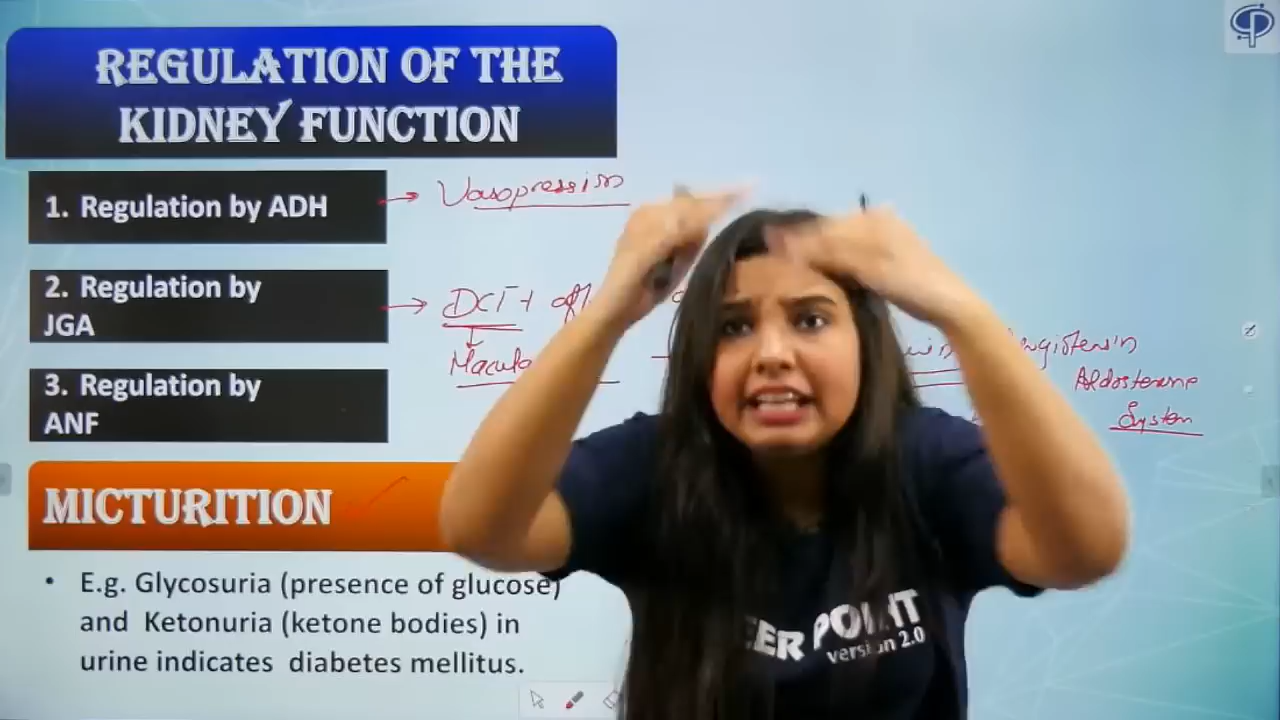 REGULATION OF THE
KIDNEY FUNCTION
1. Regulation by ADH
Vasopressin
2. Regulation by
JGA
DCT +
Macula
Angiotensin
Aldosterone
System
3. Regulation by
ANF
MICTURITION
• E.g. Glycosuria (presence of glucose)
and Ketonuria (ketone bodies) in
urine indicates diabetes mellitus.
EER POINT
version 2.0